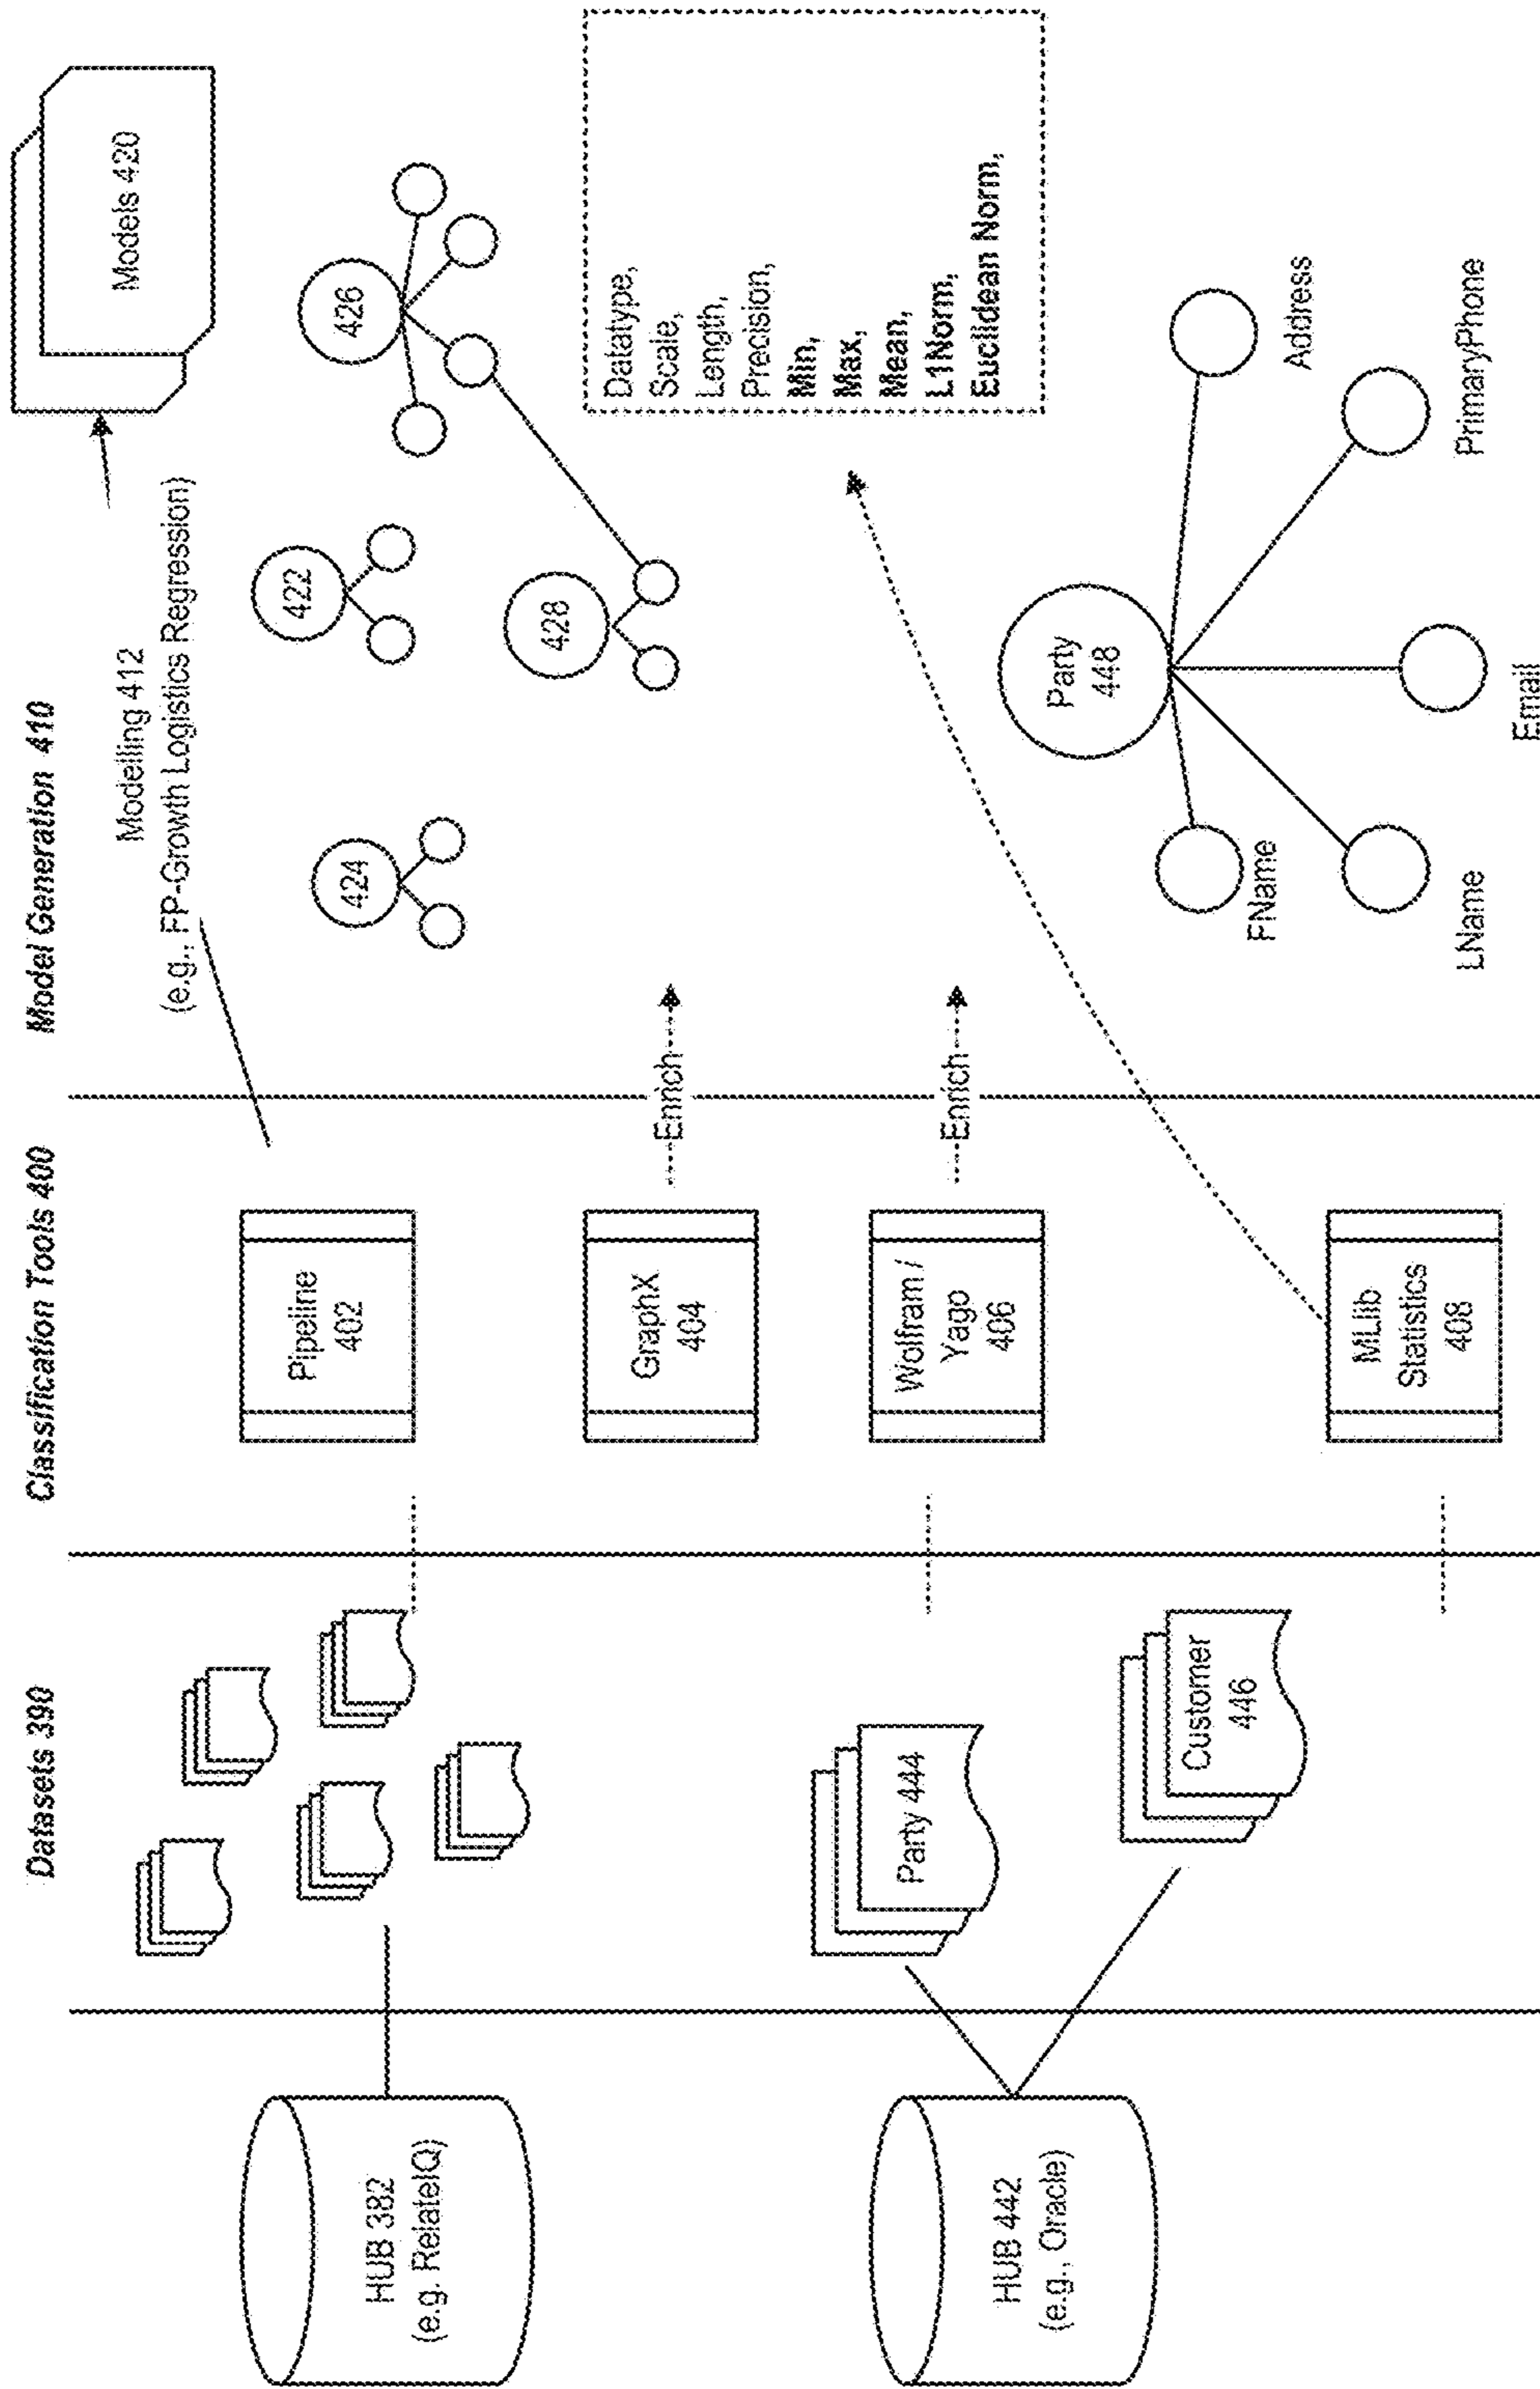 Datasets 390
Classification Tools 400
Model Generation 410
HUB 382
(e.g. RelateIQ)
HUB 442
(e.g., Oracle)
Party 444
Customer
446
Pipeline
402
GraphX
404
Wolfram /
Yago
406
MLlib
Statistics
408
Enrich
Enrich
Modelling 412
(e.g., FP-Growth Logistics Regression)
Models 420
424
422
426
428
Datatype,
Scale,
Length,
Precision,
Min,
Max,
Mean,
L1Norm,
Euclidean Norm,
Party
448
FName
LName
Email
PrimaryPhone
Address